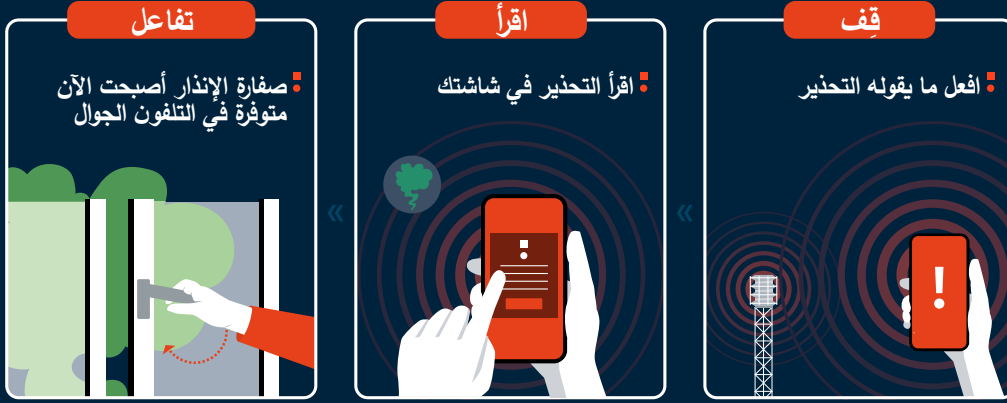 قِف
افعل ما يقوله التحذير
اقرأ
اقرأ التحذير في شاشتك
تفاعل
صفارة الإنذار أصبحت الآن
متوفرة في التلفون الجوال